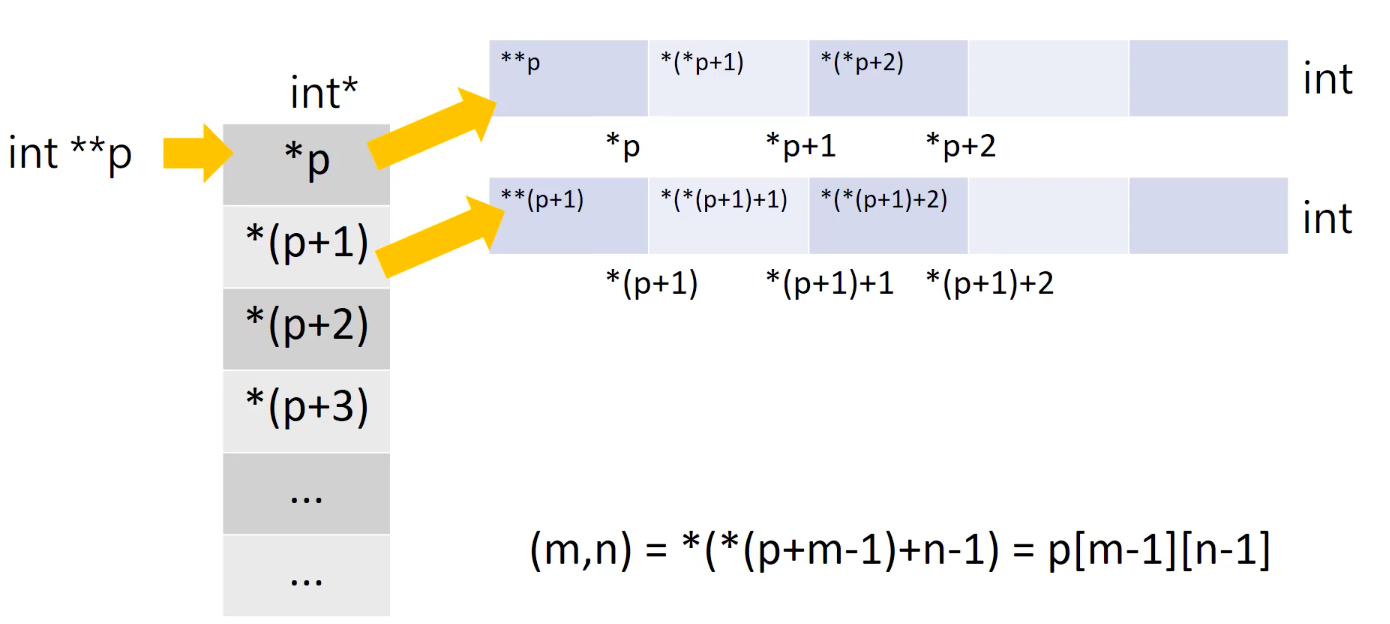 int **p
int*
*p
*(p+1)
*(p+2)
*(p+3)
...
...
**p *(*p+1) *(*p+2)
int
*p *p+1 *p+2
**(p+1) *(*(p+1)+1) *(*(p+1)+2)
int
*(p+1) *(p+1)+1 *(p+1)+2
(m,n) = *(*(p+m-1)+n-1) = p[m-1][n-1]